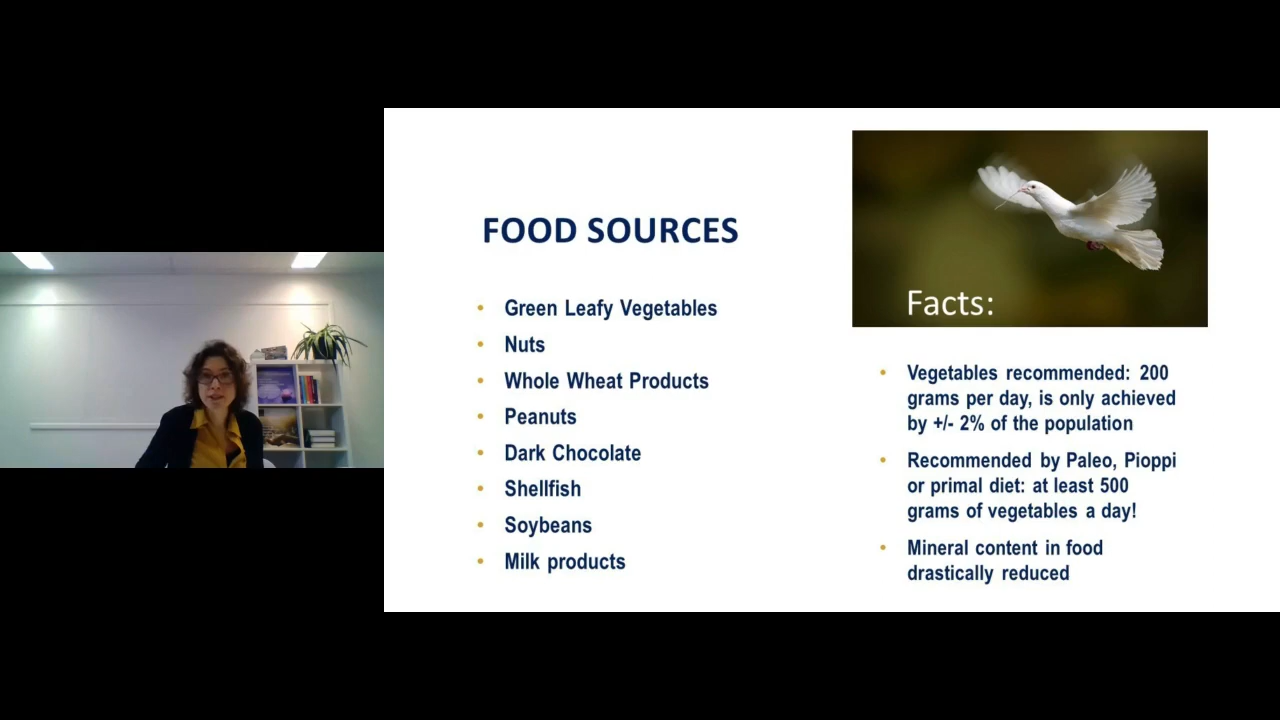 FOOD SOURCES
• Green Leafy Vegetables
• Nuts
• Whole Wheat Products
• Peanuts
• Dark Chocolate
• Shellfish
• Soybeans
• Milk products
Facts:
• Vegetables recommended: 200
grams per day, is only achieved
by +/- 2% of the population
• Recommended by Paleo, Pioppi
or primal diet: at least 500
grams of vegetables a day!
• Mineral content in food
drastically reduced